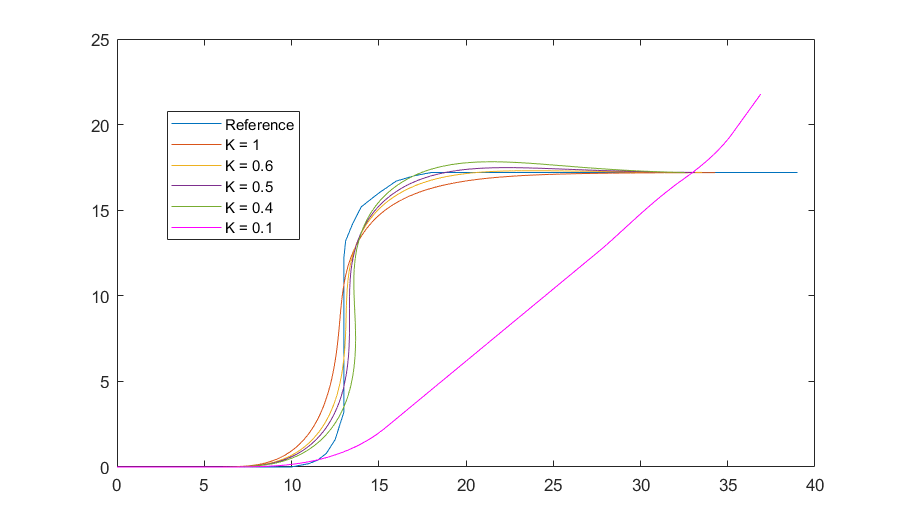 25
20
15
10
5
0
Reference
K = 1
K = 0.6
K = 0.5
K = 0.4
K = 0.1
0 5 10 15 20 25 30 35 40